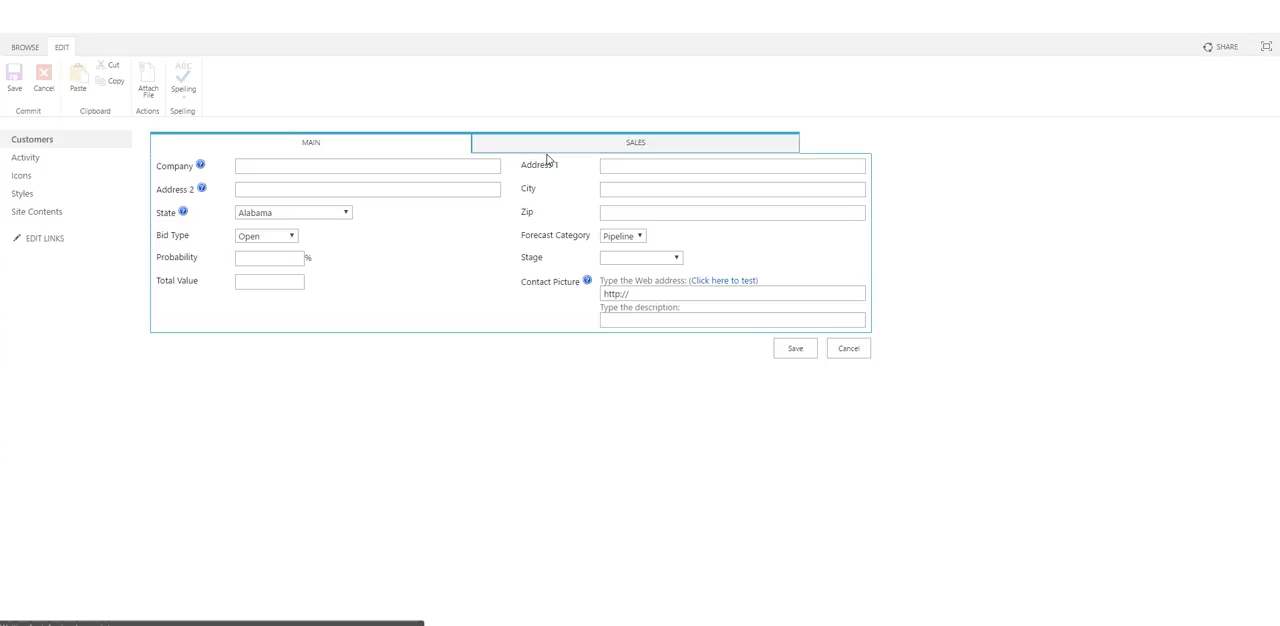 BROWSE EDIT SHARE
Save Cancel Paste Cut Copy Attach File ABC Spelling
Commit Clipboard Actions Spelling
Customers
Activity
Icons
Styles
Site Contents
EDIT LINKS
MAIN SALES
Company Address 1
Address 2 City
State Alabama Zip
Bid Type Open Forecast Category Pipeline
Probability % Stage
Total Value Contact Picture Type the Web address: (Click here to test)
http://
Type the description:
Save Cancel